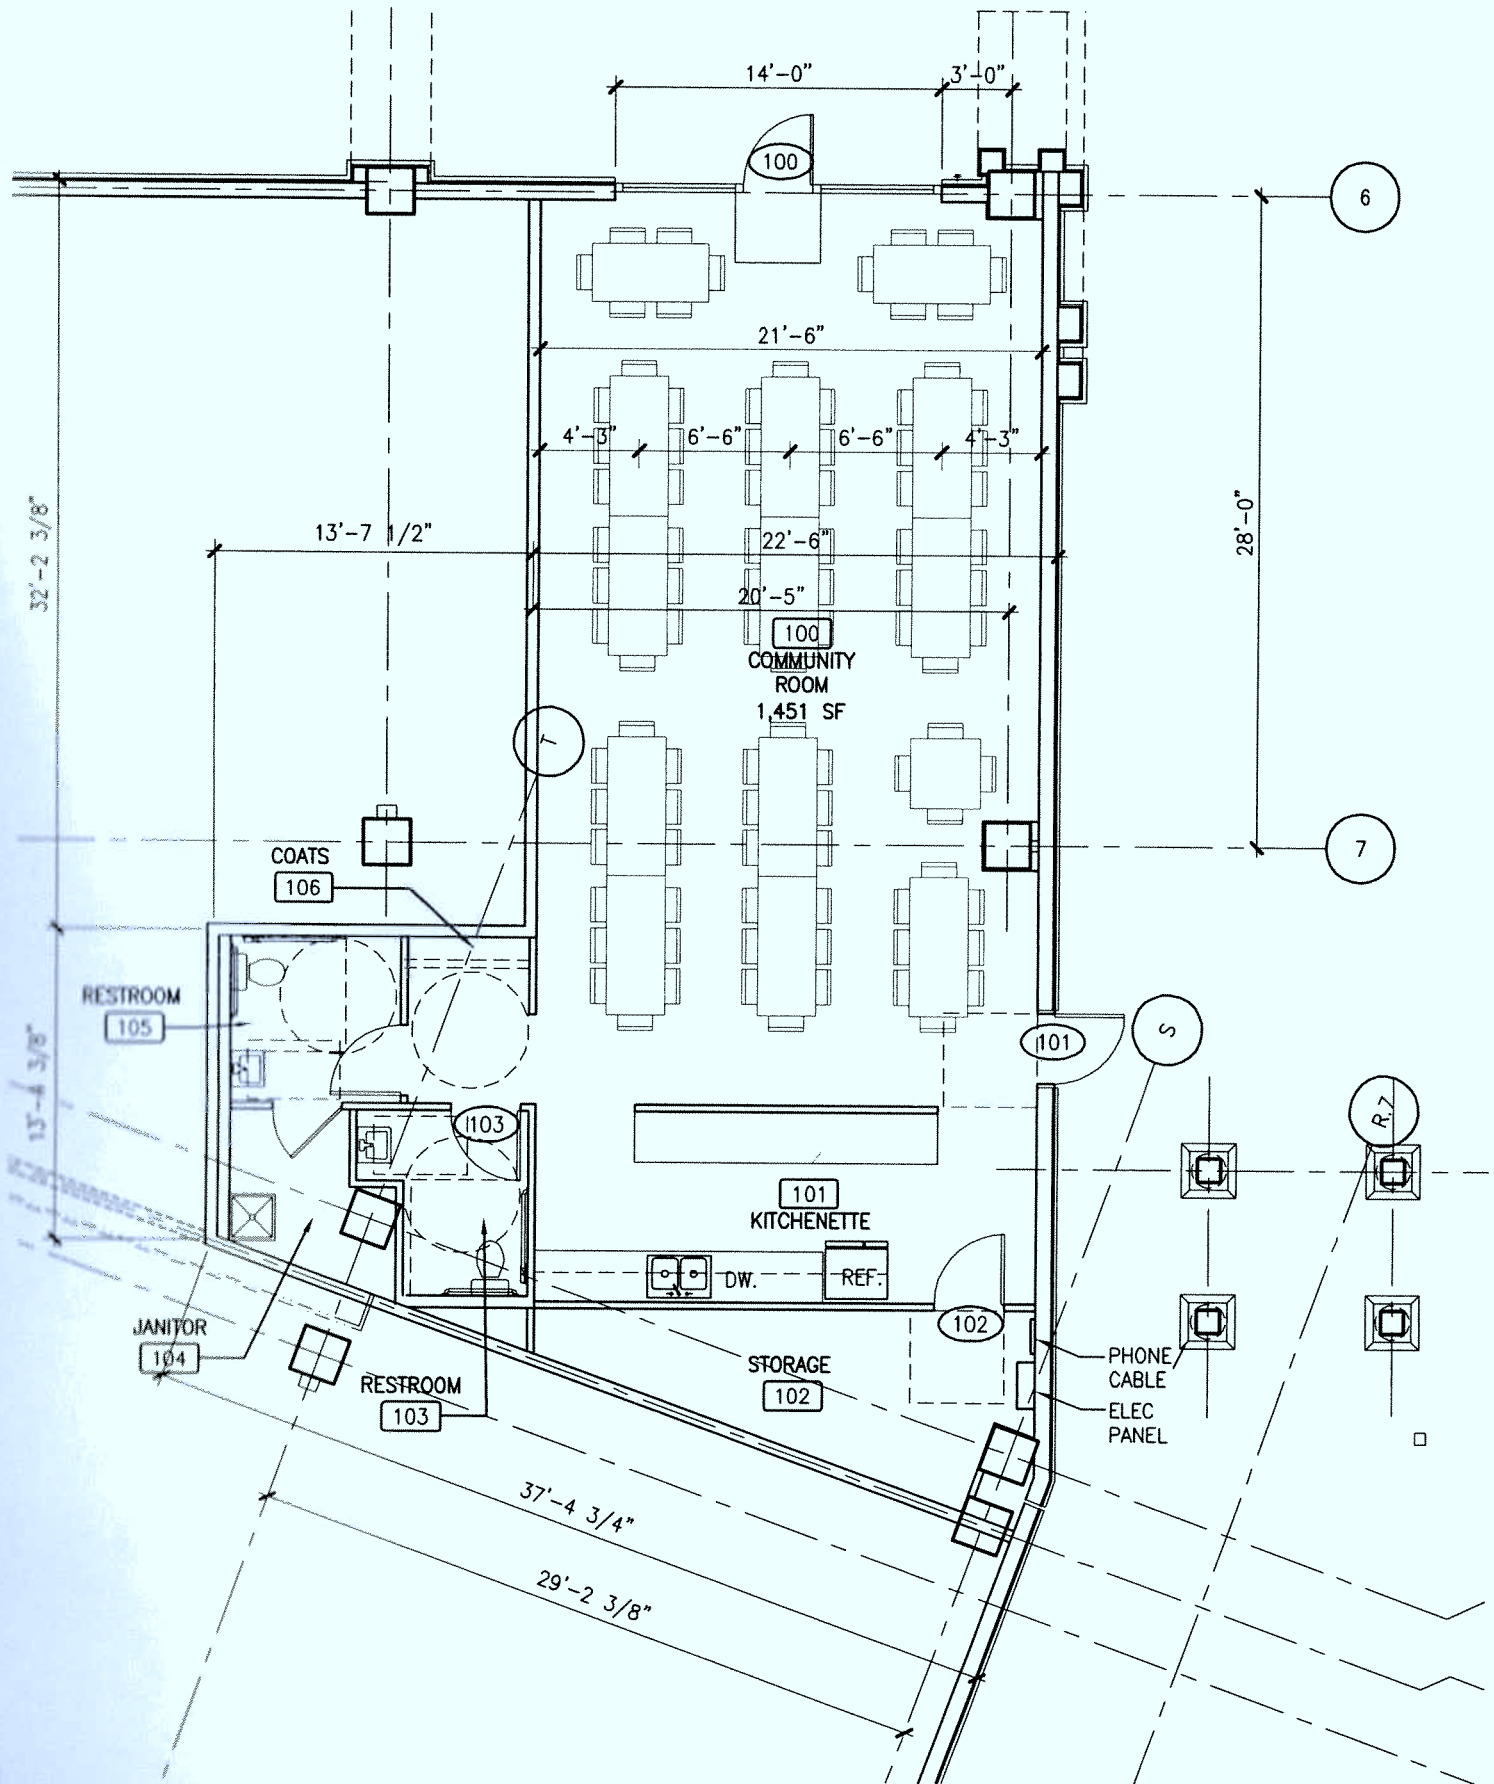 14'-0"
3'-0"
100
6
21'-6"
4'-3"
6'-6"
6'-6"
4'-3"
32'-2 3/8"
28'-0"
13'-7 1/2"
22'-6"
20'-5"
100
COMMUNITY
ROOM
1,451 SF
T
7
COATS
106
RESTROOM
105
S
101
13'-4 3/8"
R.7
103
101
KITCHENETTE
DW.
REF.
JANITOR
104
102
RESTROOM
103
STORAGE
102
PHONE
CABLE
ELEC
PANEL
37'-4 3/4"
29'-2 3/8"